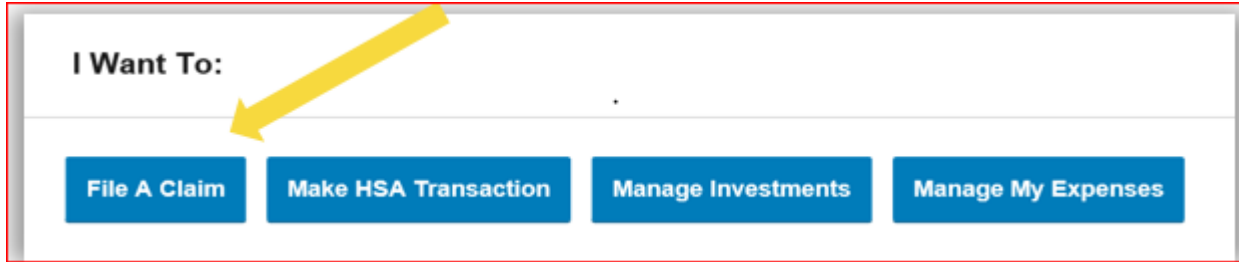 I Want To:
File A Claim Make HSA Transaction Manage Investments Manage My Expenses